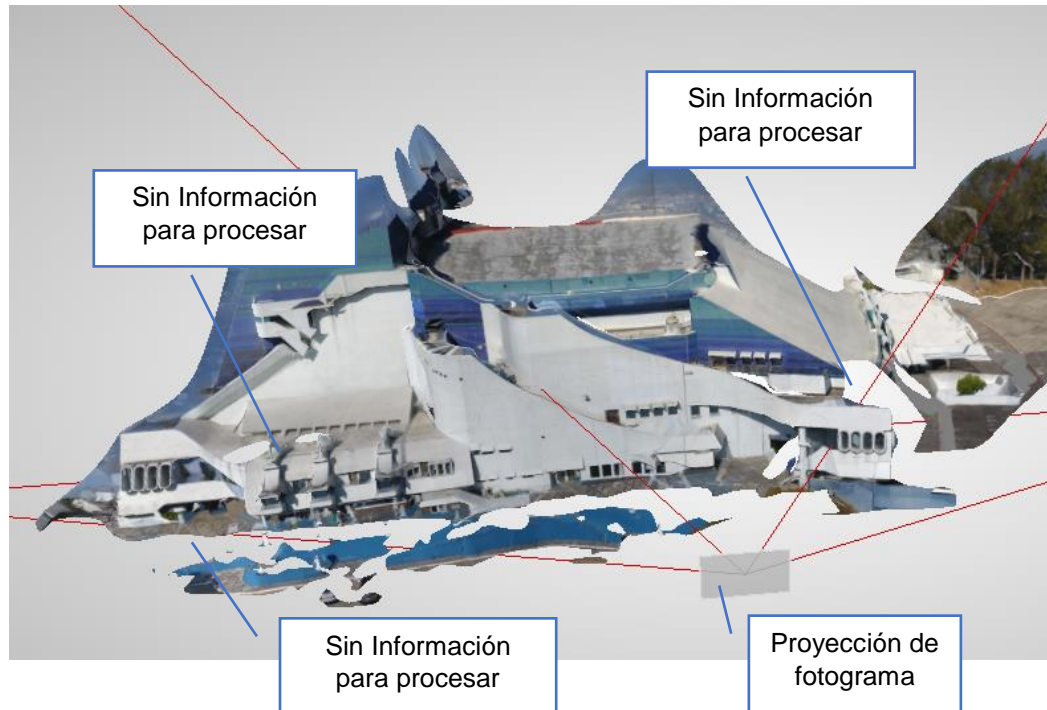 Sin Información
para procesar
Sin Información
para procesar
Sin Información
para procesar
Proyección de
fotograma